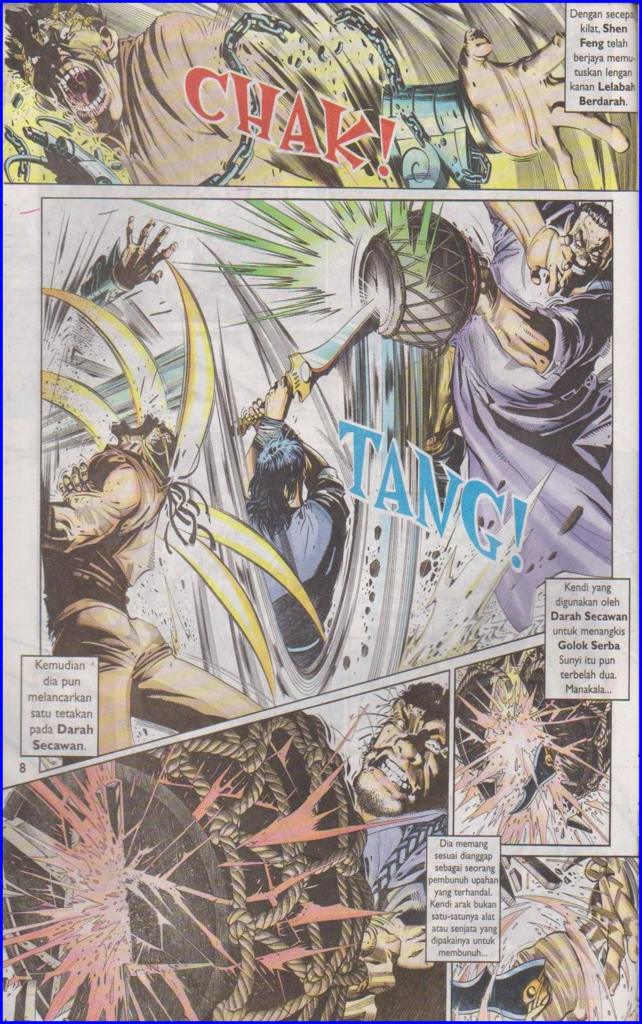 Dengan secepa
kilat, Shen
Feng telah
berjaya memu-
tuskan lengan
kanan Lelabah
Berdarah.
CHAK!
TANG!
Kemudian
dia pun
melancarkan
satu tetakan
pada Darah
Secawan.
Kendi yang
digunakan oleh
Darah Secawan
untuk menangkis
Golok Serba
Sunyi itu pun
terbelah dua.
Manakala...
8
Dia memang
sesuai dianggap
sebagai seorang
pembunuh upahan
yang terhandal.
Kendi arak bukan
satu-satunya alat
atau senjata yang
dipakainya untuk
membunuh...